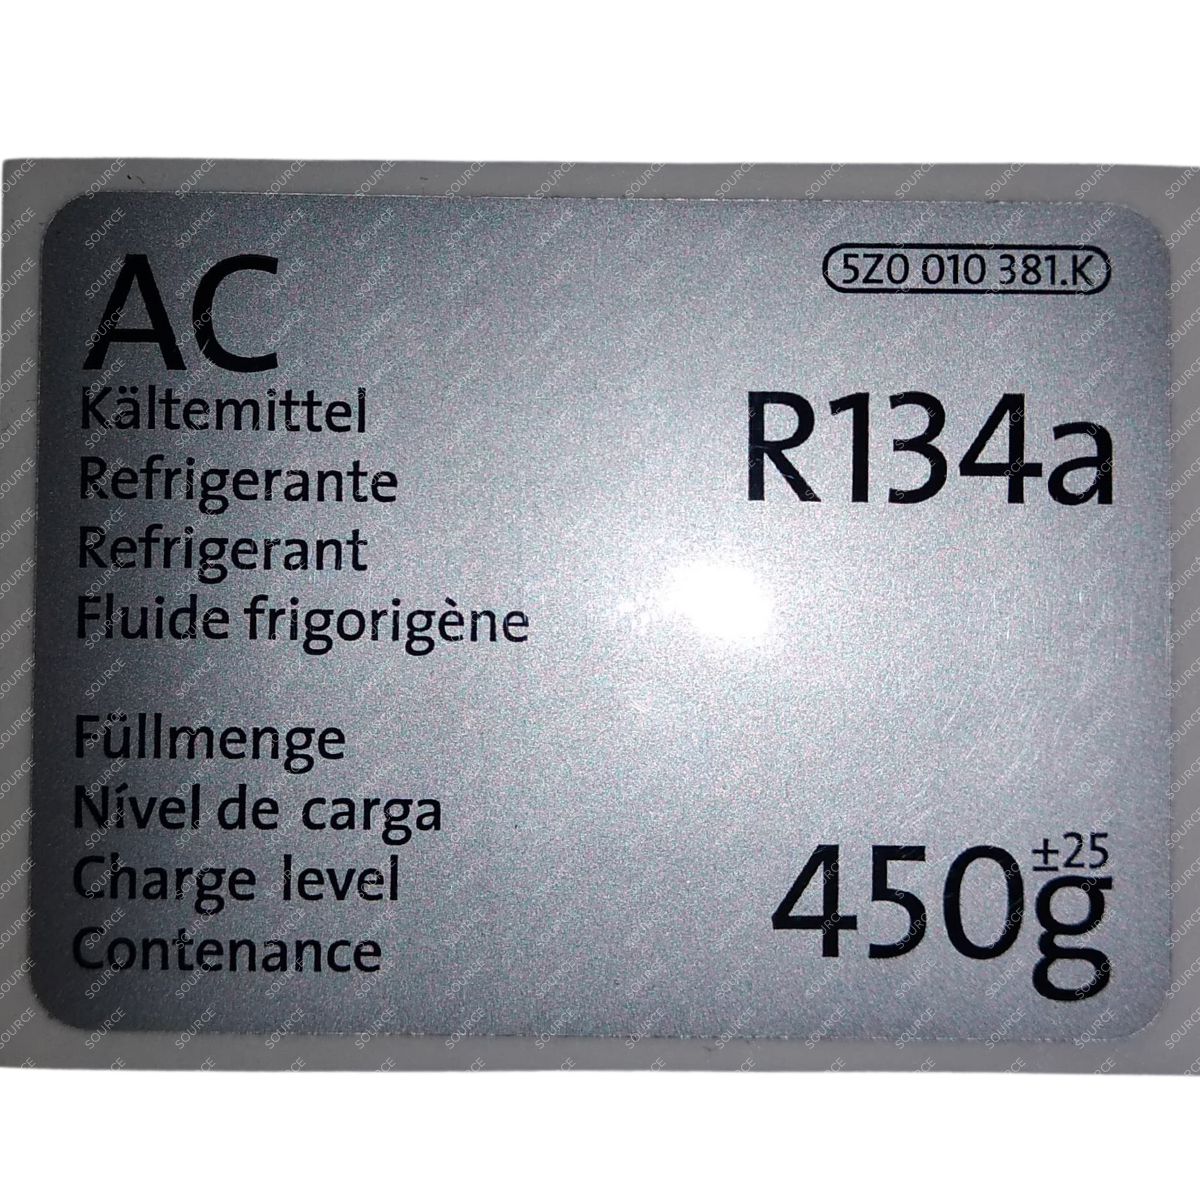 AC
5Z0 010 381.K
Kältemittel
Refrigerante
Refrigerant
Fluide frigorigène
R134a
Füllmenge
Nível de carga
Charge level
Contenance
450g ±25
SOURCE